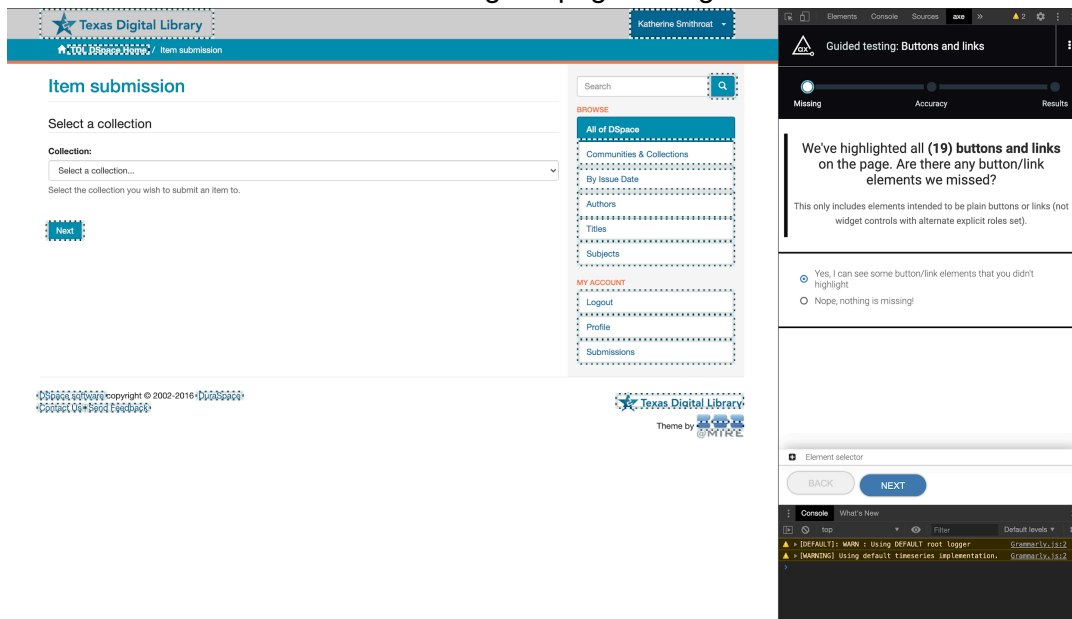 Texas Digital Library
Katherine Smithroat
TDL DSpace Home / Item submission
Item submission
Select a collection
Collection:
Select a collection...
Select the collection you wish to submit an item to.
Next
Search
BROWSE
All of DSpace
Communities & Collections
By Issue Date
Authors
Titles
Subjects
MY ACCOUNT
Logout
Profile
Submissions
DSpace software copyright © 2002-2016 DuraSpace
Contact Us Send Feedback
Texas Digital Library
Theme by
@MIRE
Elements Console Sources axe » 2
ax Guided testing: Buttons and links
Missing Accuracy Results
We've highlighted all (19) buttons and links
on the page. Are there any button/link
elements we missed?
This only includes elements intended to be plain buttons or links (not
widget controls with alternate explicit roles set).
Yes, I can see some button/link elements that you didn't
highlight
Nope, nothing is missing!
Element selector
BACK NEXT
Console What's New
top Filter Default levels
[DEFAULT]: WARN : Using DEFAULT root logger Grammarly.js:2
[WARNING] Using default timeseries implementation. Grammarly.js:2